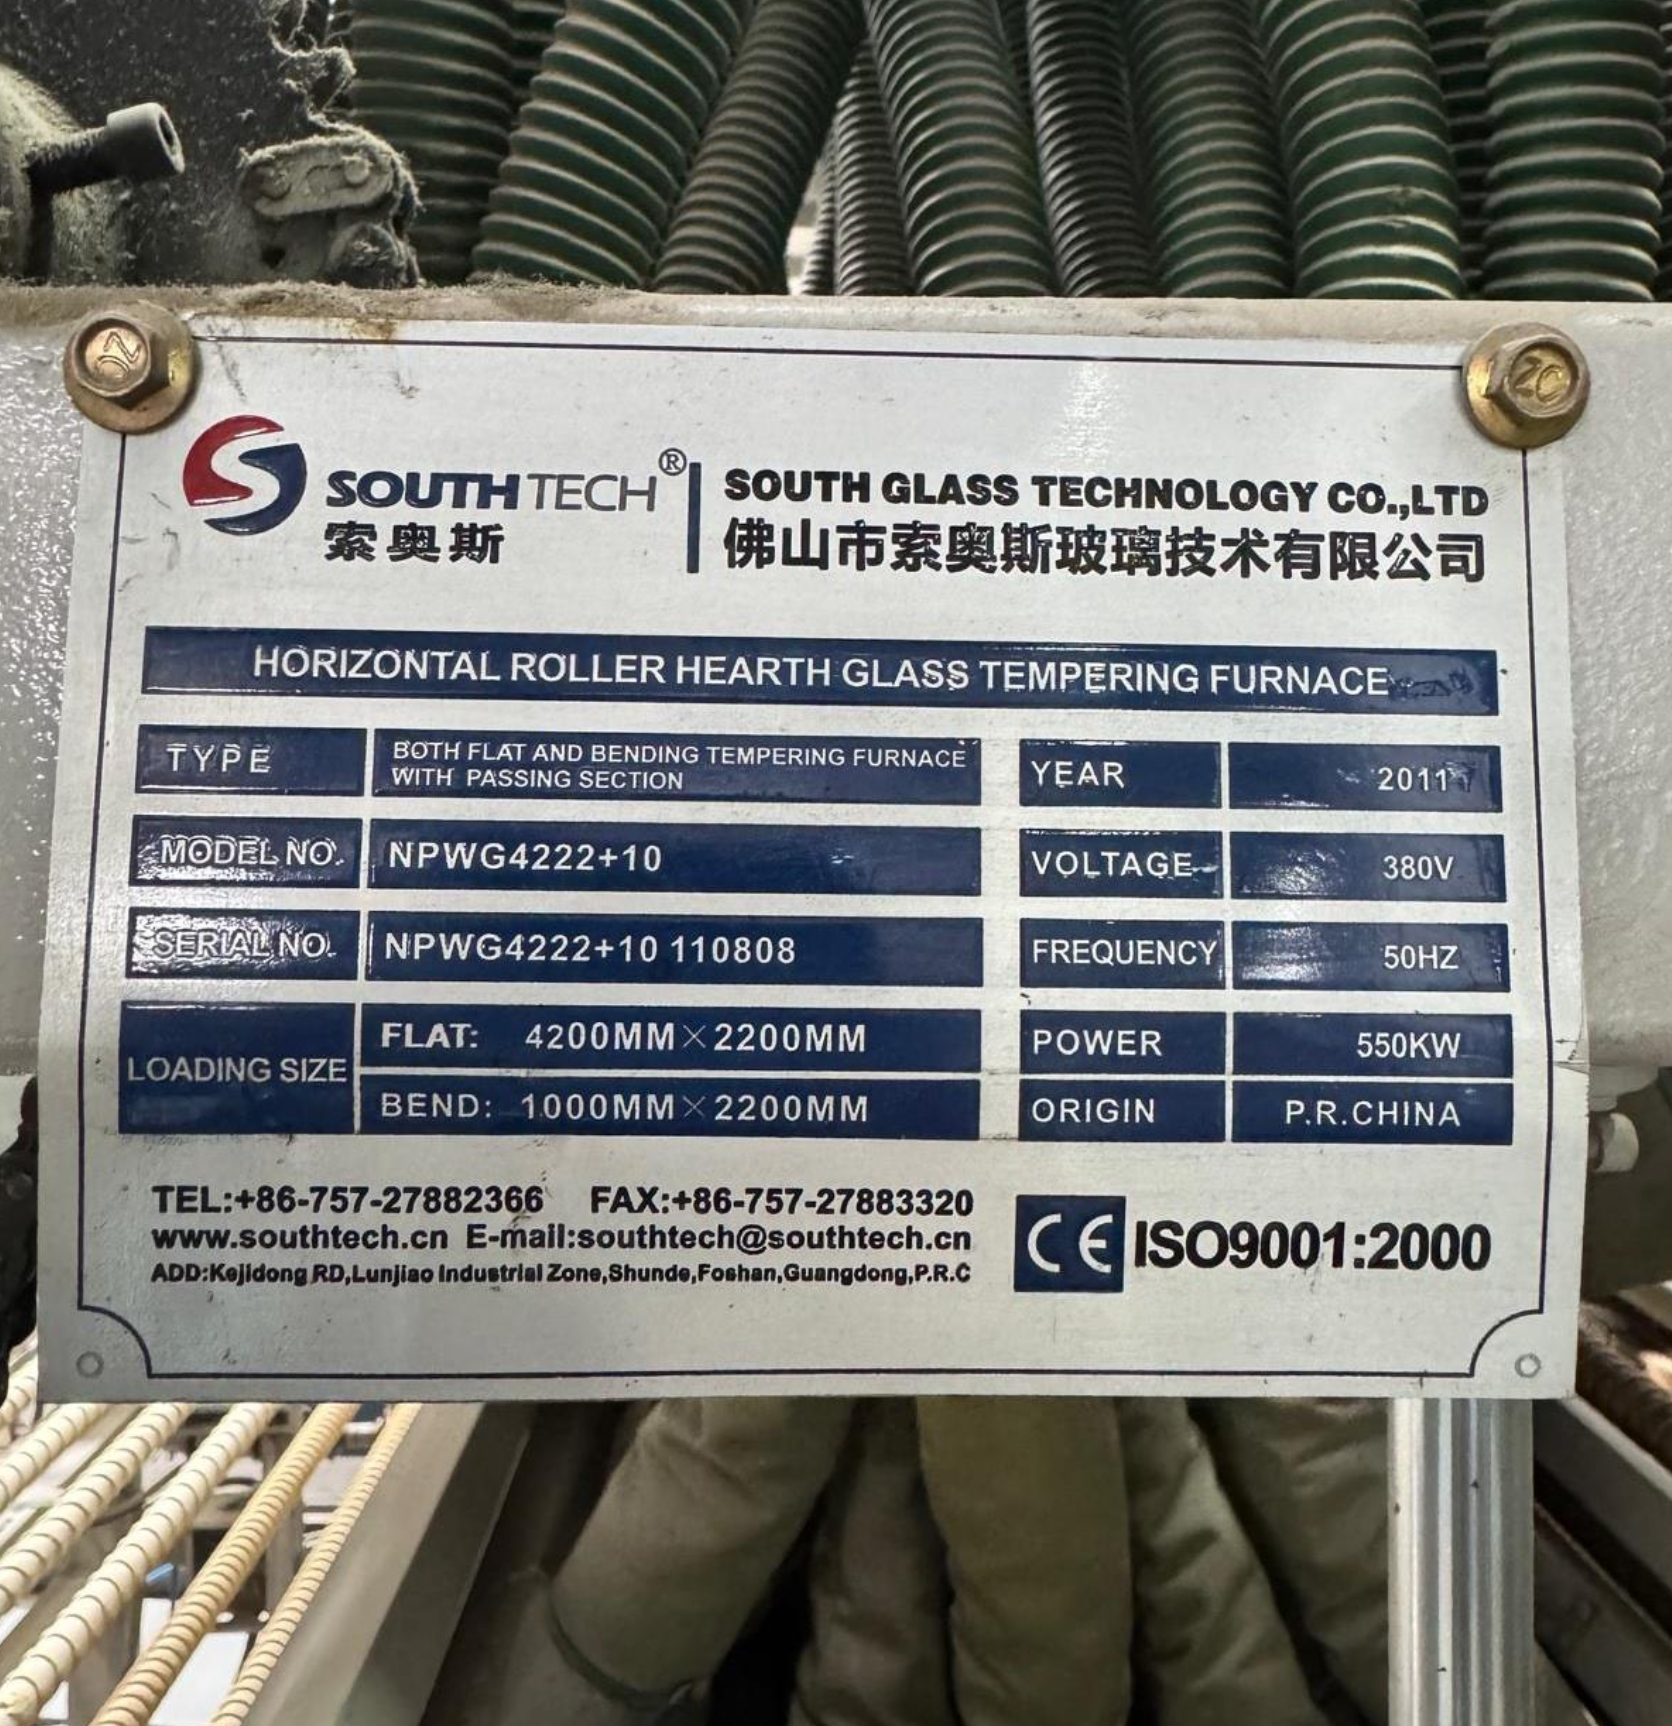 SOUTHTECH®
索奥斯
SOUTH GLASS TECHNOLOGY CO.,LTD
佛山市索奥斯玻璃技术有限公司
HORIZONTAL ROLLER HEARTH GLASS TEMPERING FURNACE
TYPE
BOTH FLAT AND BENDING TEMPERING FURNACE
WITH PASSING SECTION
YEAR 2011
MODEL NO. NPWG4222+10
VOLTAGE 380V
SERIAL NO. NPWG4222+10 110808
FREQUENCY 50HZ
LOADING SIZE
FLAT: 4200MM×2200MM
POWER 550KW
BEND: 1000MM×2200MM
ORIGIN P.R.CHINA
TEL:+86-757-27882366 FAX:+86-757-27883320
www.southtech.cn E-mail:southtech@southtech.cn
ADD:Kejidong RD,Lunjiao Industrial Zone,Shunde,Foshan,Guangdong,P.R.C
CE ISO9001:2000